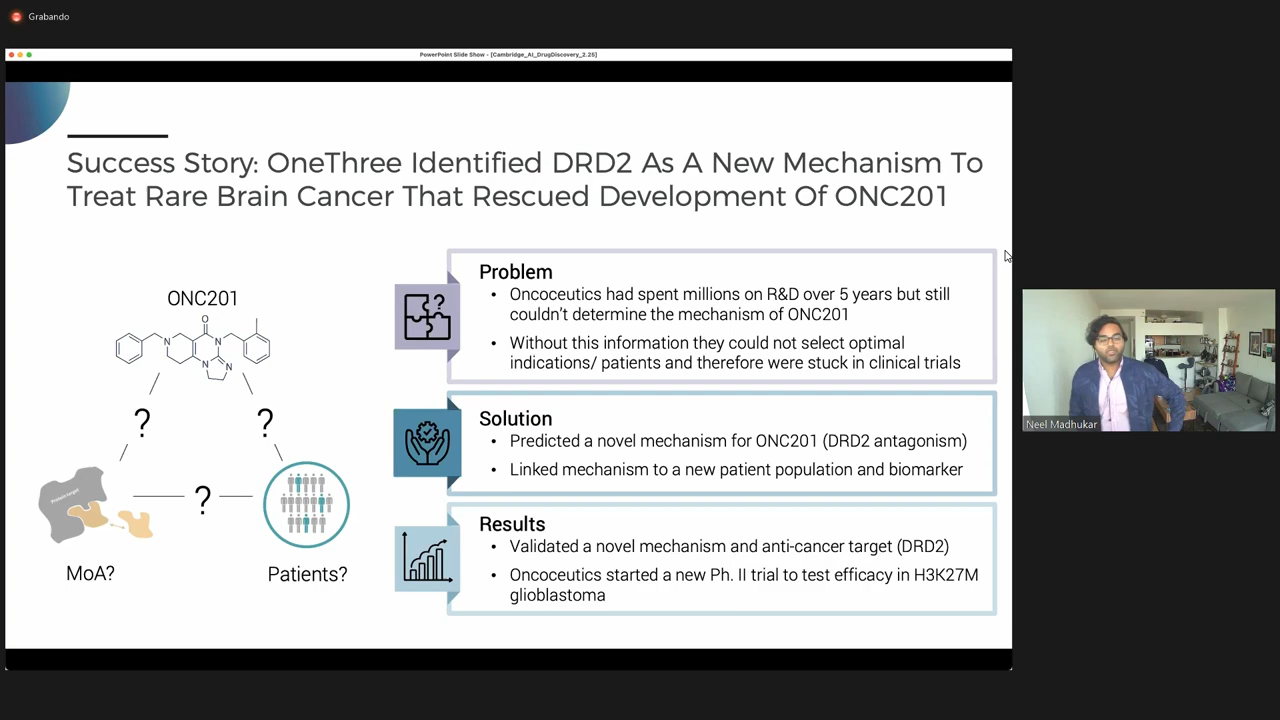 Grabando
PowerPoint Slide Show - [Cambridge_AI_DrugDiscovery_2.25]
Success Story: OneThree Identified DRD2 As A New Mechanism To
Treat Rare Brain Cancer That Rescued Development Of ONC201
ONC201
O
N
N
N
N
?
?
?
Protein target
MoA?
Patients?
?
Problem
• Oncoceutics had spent millions on R&D over 5 years but still
couldn't determine the mechanism of ONC201
• Without this information they could not select optimal
indications/ patients and therefore were stuck in clinical trials
Solution
• Predicted a novel mechanism for ONC201 (DRD2 antagonism)
• Linked mechanism to a new patient population and biomarker
Results
• Validated a novel mechanism and anti-cancer target (DRD2)
• Oncoceutics started a new Ph. II trial to test efficacy in H3K27M
glioblastoma
Neel Madhukar